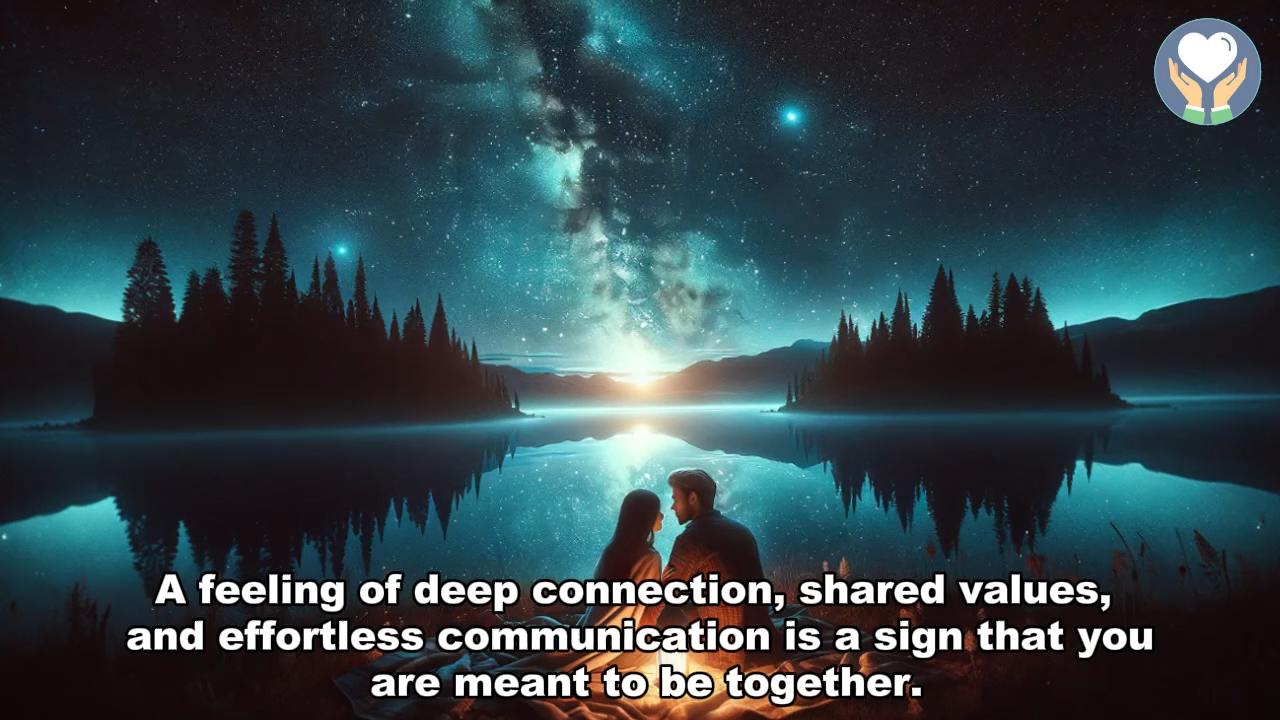 A feeling of deep connection, shared values,
and effortless communication is a sign that you
are meant to be together.